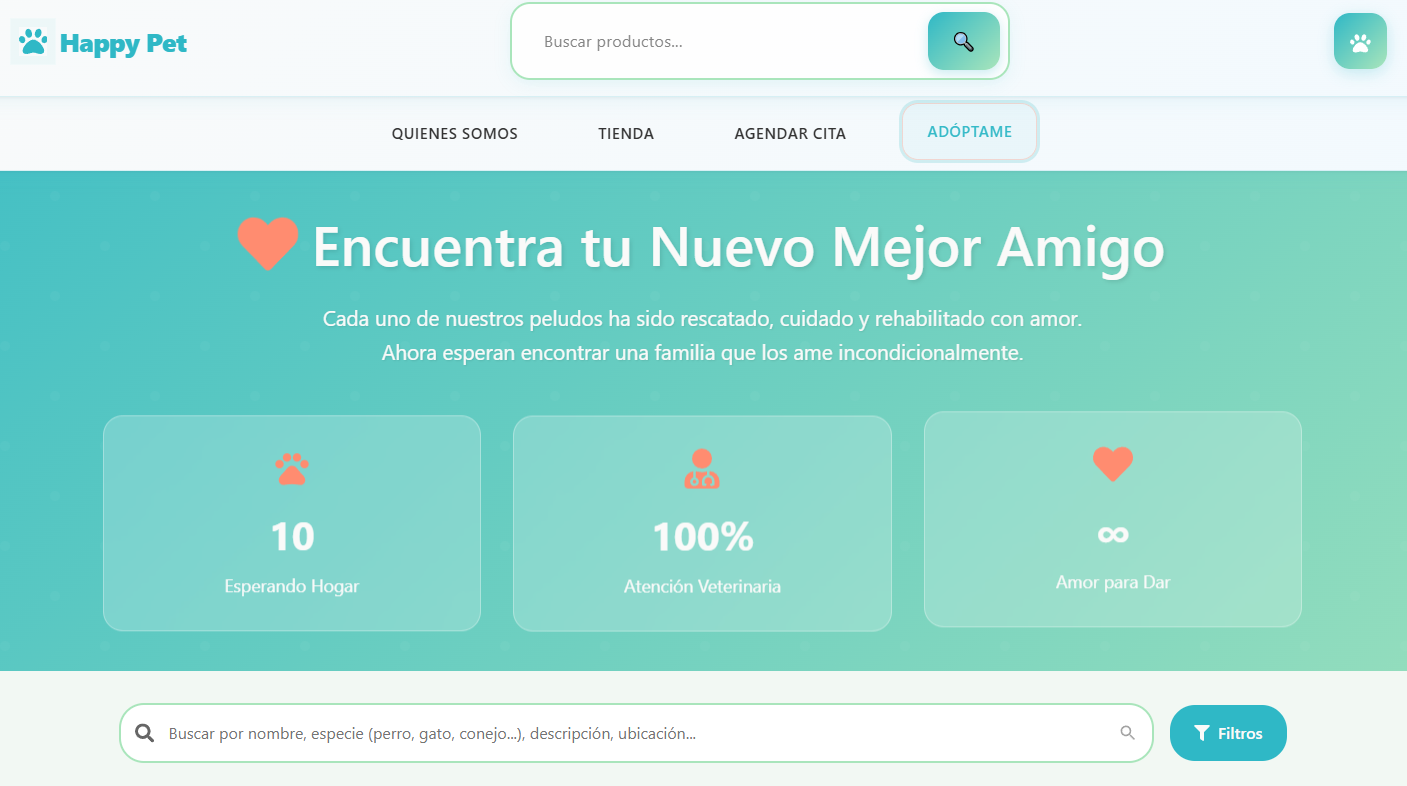 Happy Pet
Buscar productos...
QUIENES SOMOS
TIENDA
AGENDAR CITA
ADÓPTAME
Encuentra tu Nuevo Mejor Amigo
Cada uno de nuestros peludos ha sido rescatado, cuidado y rehabilitado con amor.
Ahora esperan encontrar una familia que los ame incondicionalmente.
10
Esperando Hogar
100%
Atención Veterinaria
∞
Amor para Dar
Buscar por nombre, especie (perro, gato, conejo...), descripción, ubicación...
Filtros